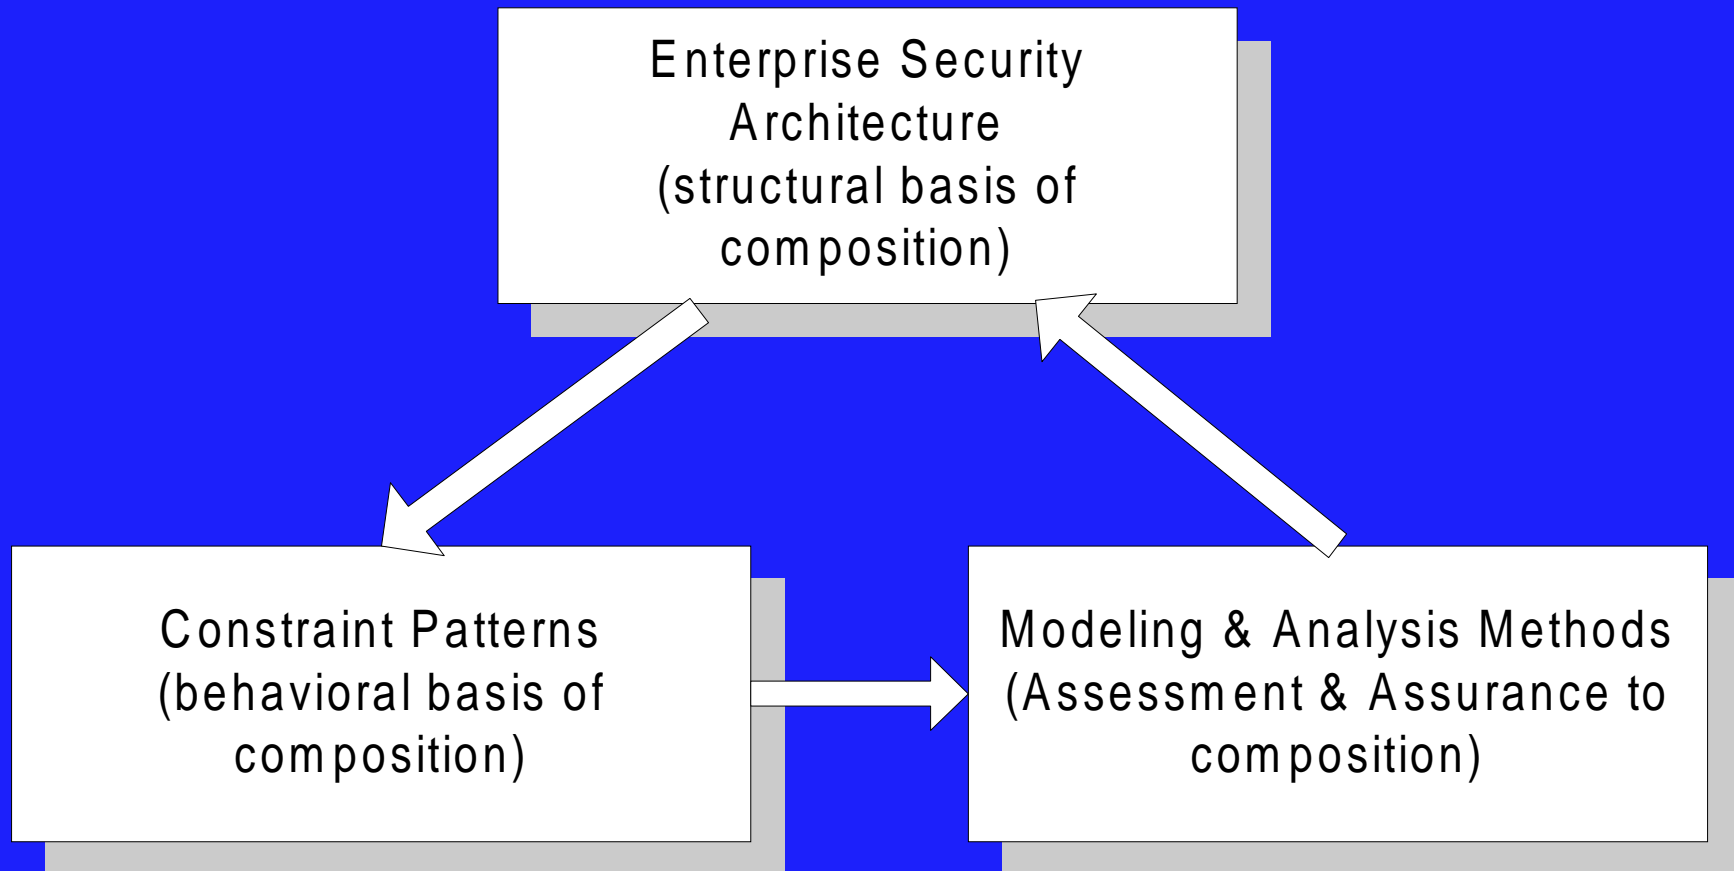 Enterprise Security
Architecture
(structural basis of
composition)
Constraint Patterns
(behavioral basis of
composition)
Modeling & Analysis Methods
(Assessment & Assurance to
composition)